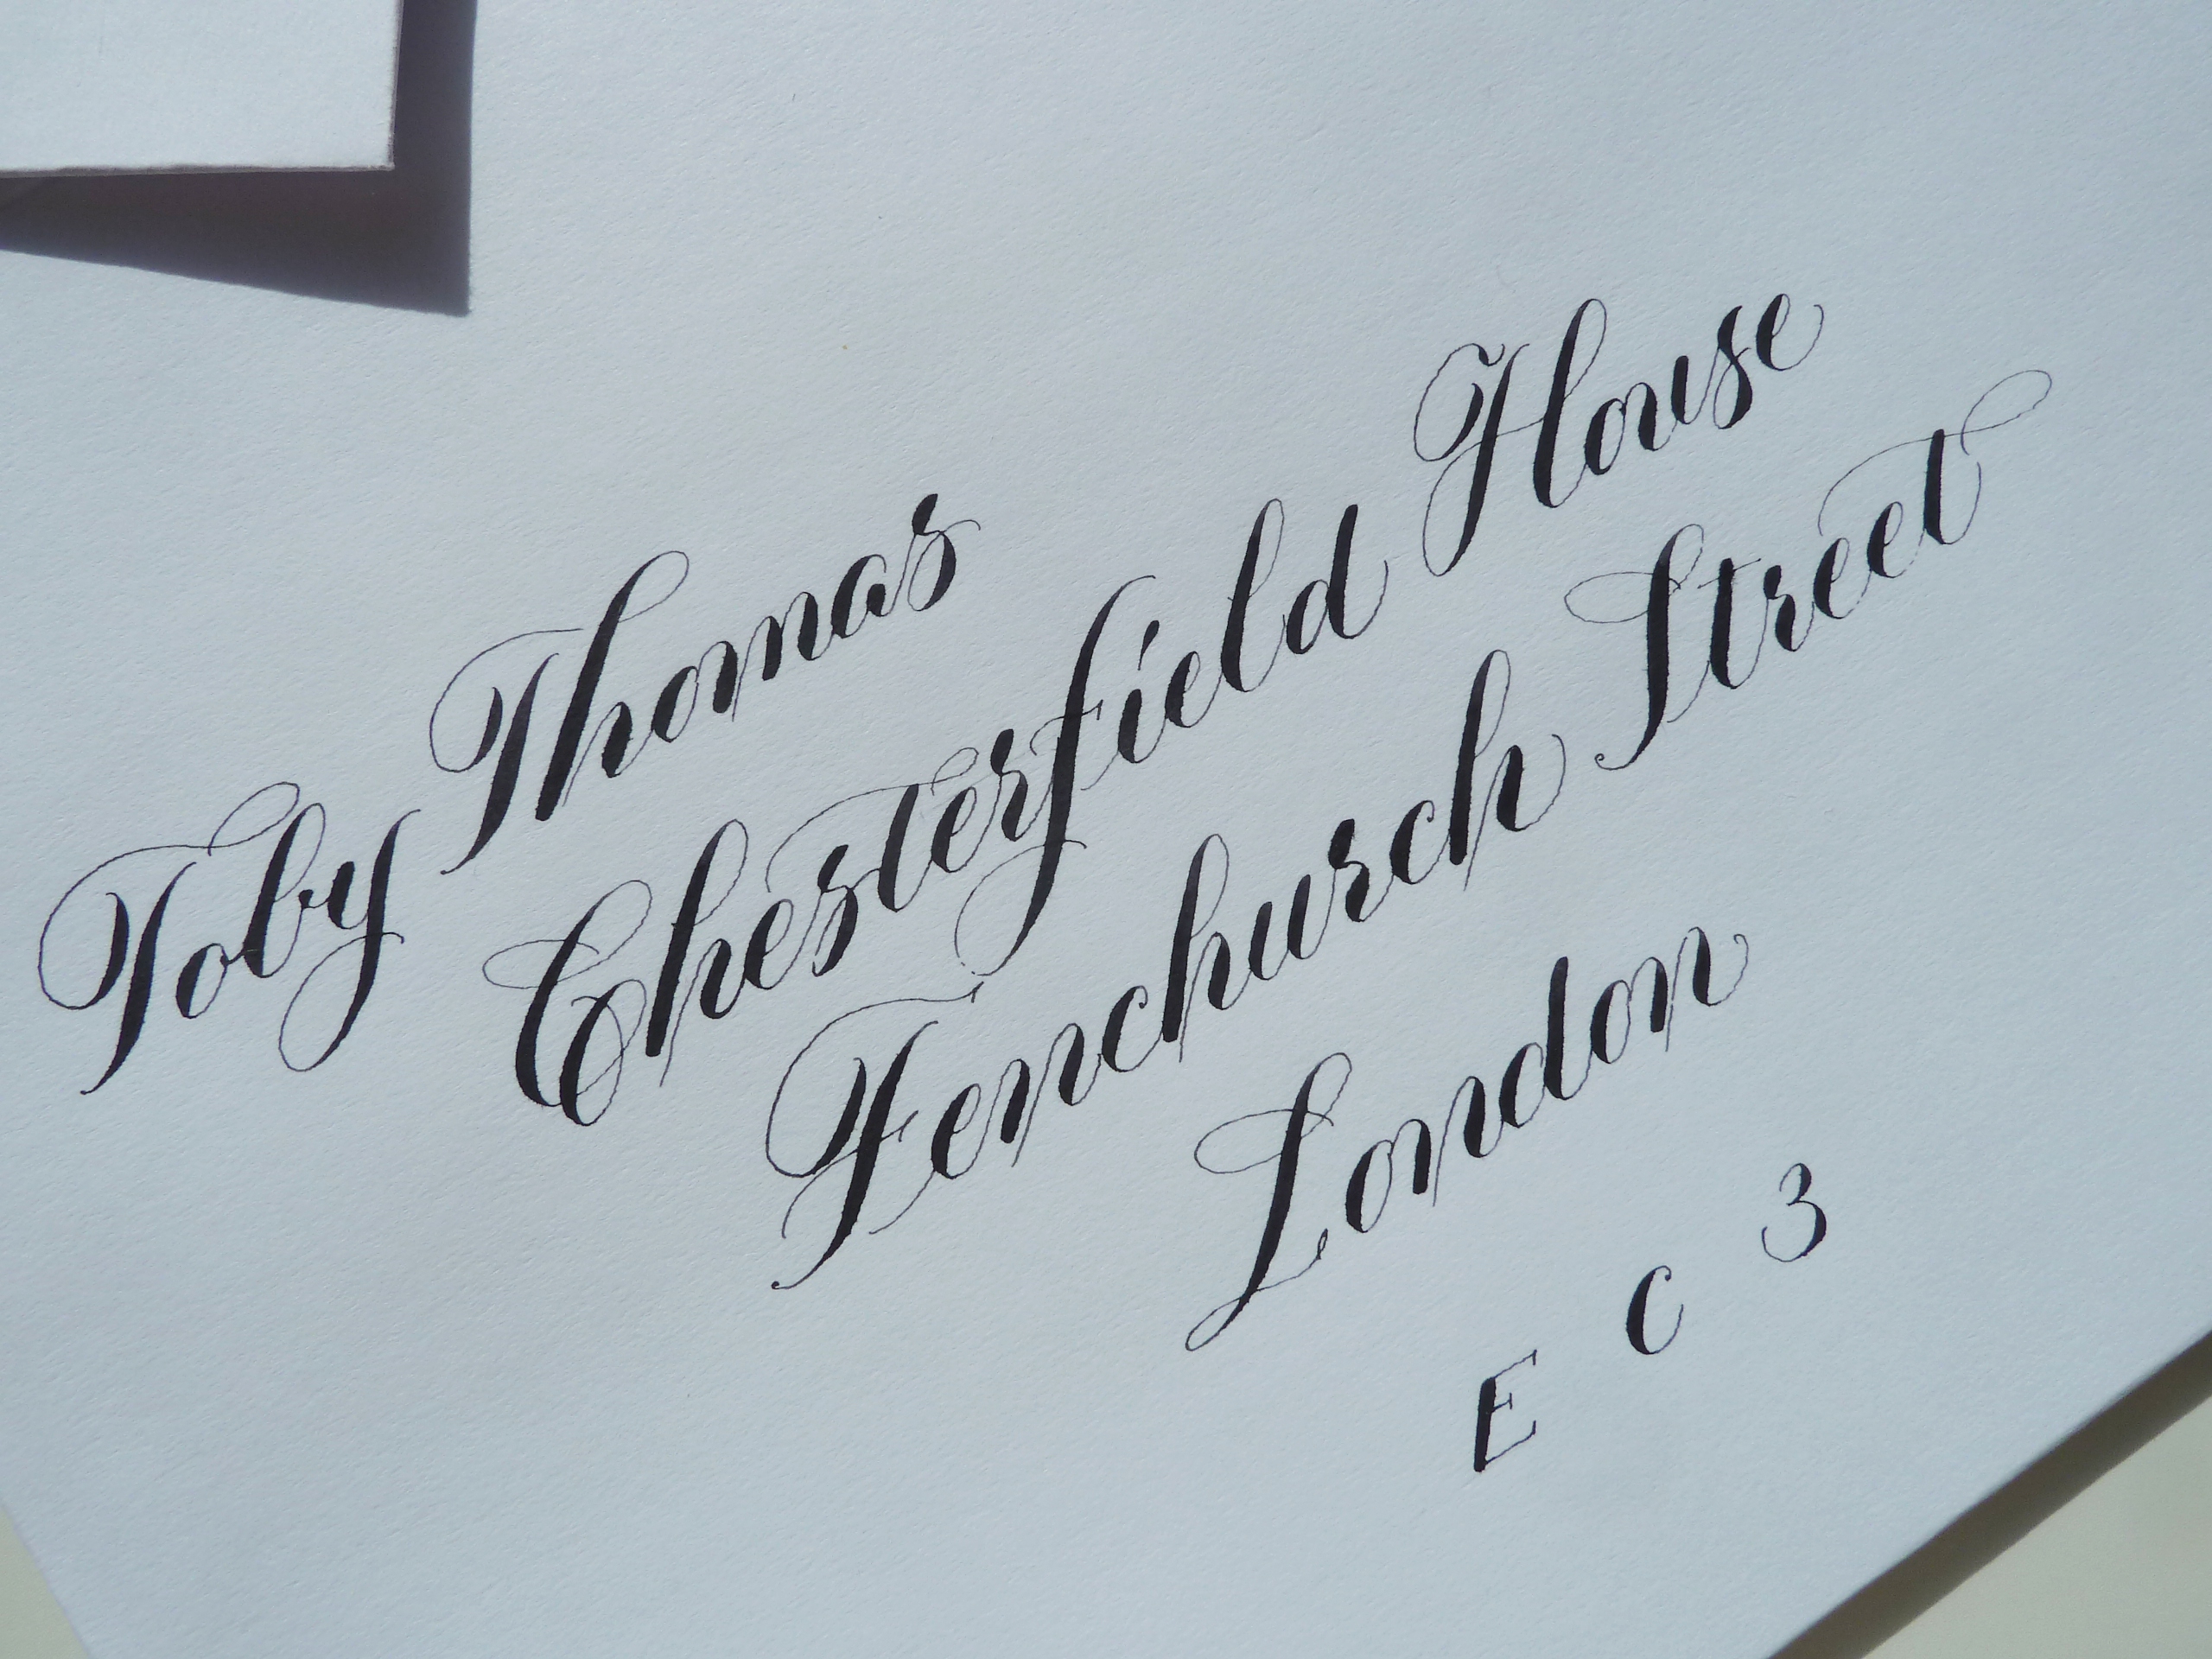 Toby Thomas
Chesterfield House
Fenchurch Street
London
E C 3